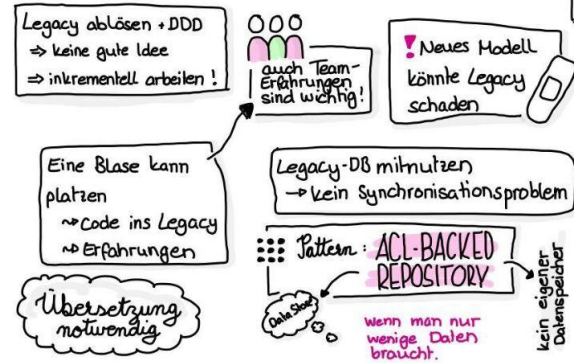 Legacy ablösen + DDD
⇒ keine gute Idee
⇒ inkrementell arbeiten !
auch Team-
Erfahrungen
sind wichtig!
! Neues Modell
könnte Legacy
schaden
Eine Blase kann
platzen
↝ Code ins Legacy
↝ Erfahrungen
Legacy-DB mitnutzen
→ kein Synchronisationsproblem
Pattern: ACL-BACKED
REPOSITORY
Übersetzung
notwendig
Data Store
wenn man nur
wenige Daten
braucht.
kein eigener
Datenspeicher